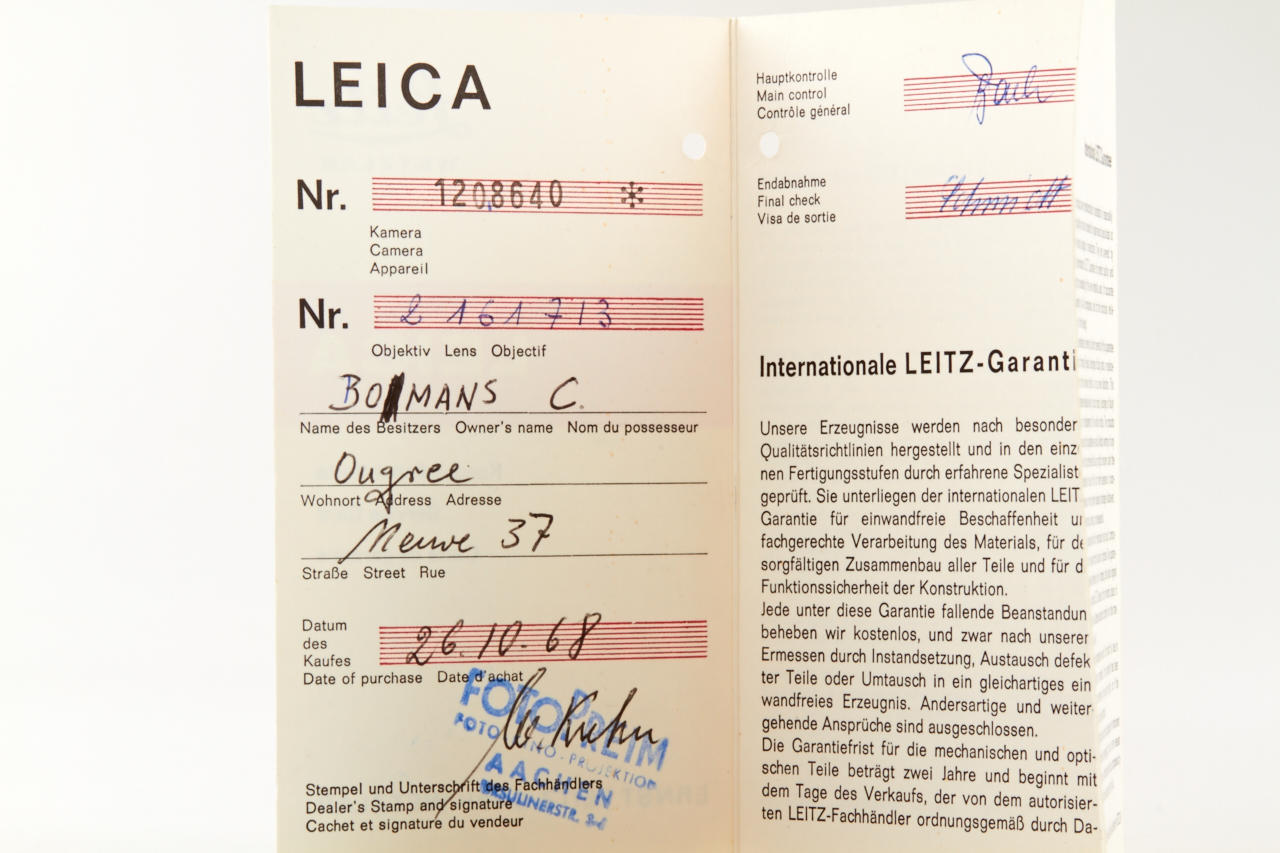 LEICA
Nr. 1208640 *
Kamera
Camera
Appareil
Nr. 2161713
Objektiv Lens Objectif
BOMANS C.
Name des Besitzers Owner's name Nom du possesseur
Ougree
Wohnort Address Adresse
Meuve 37
Straße Street Rue
Datum
des
Kaufes
26.10.68
Date of purchase Date d'achat
FOTO PREIM
FOTO - KINO - PROJEKTION
AACHEN
URSULINERSTR.
Stempel und Unterschrift des Fachhändlers
Dealer's Stamp and signature
Cachet et signature du vendeur
Hauptkontrolle
Main control
Contrôle général
Endabnahme
Final check
Visa de sortie
Internationale LEITZ-Garanti
Unsere Erzeugnisse werden nach besonder
Qualitätsrichtlinien hergestellt und in den einz
nen Fertigungsstufen durch erfahrene Spezialist
geprüft. Sie unterliegen der internationalen LEIT
Garantie für einwandfreie Beschaffenheit u
fachgerechte Verarbeitung des Materials, für de
sorgfältigen Zusammenbau aller Teile und für d
Funktionssicherheit der Konstruktion.
Jede unter diese Garantie fallende Beanstandun
beheben wir kostenlos, und zwar nach unserer
Ermessen durch Instandsetzung, Austausch defek
ter Teile oder Umtausch in ein gleichartiges ein
wandfreies Erzeugnis. Andersartige und weiter-
gehende Ansprüche sind ausgeschlossen.
Die Garantiefrist für die mechanischen und opti-
schen Teile beträgt zwei Jahre und beginnt mit
dem Tage des Verkaufs, der von dem autorisier-
ten LEITZ-Fachhändler ordnungsgemäß durch Da-